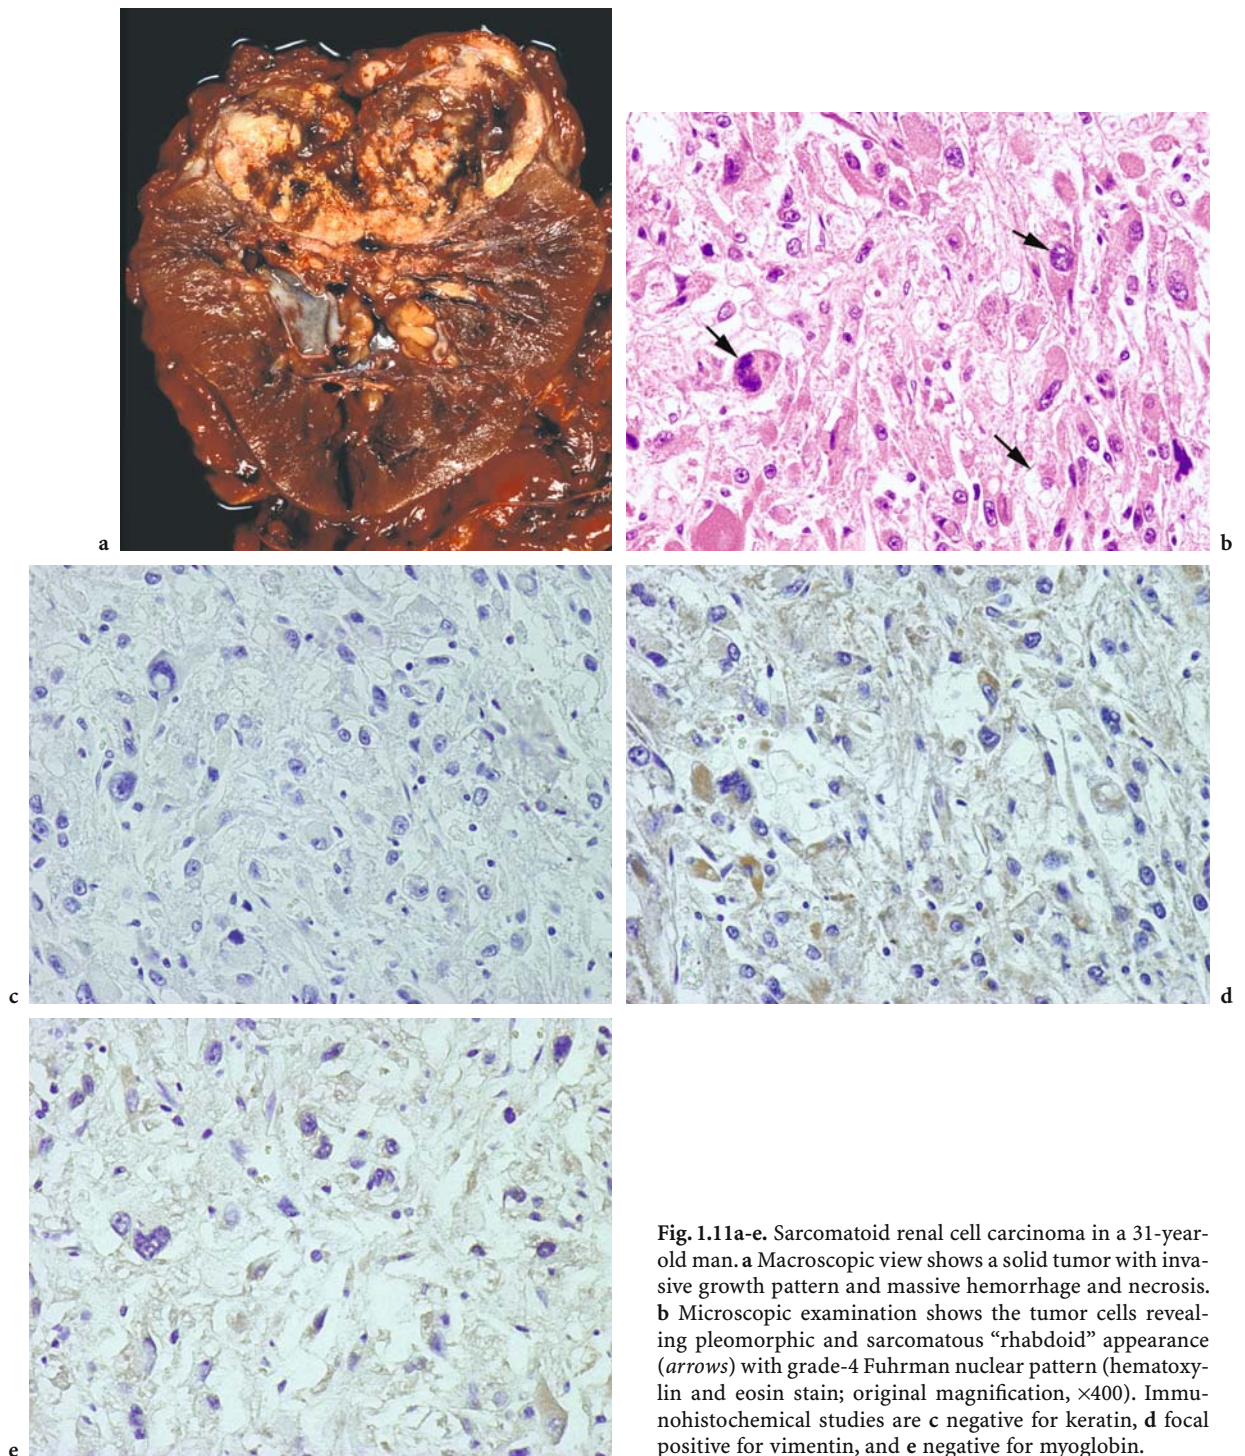 a
b
c
d
e
Fig. 1.11a-e. Sarcomatoid renal cell carcinoma in a 31-year-
old man. a Macroscopic view shows a solid tumor with inva-
sive growth pattern and massive hemorrhage and necrosis.
b Microscopic examination shows the tumor cells reveal-
ing pleomorphic and sarcomatous “rhabdoid” appearance
(arrows) with grade-4 Fuhrman nuclear pattern (hematoxy-
lin and eosin stain; original magnification, ×400). Immu-
nohistochemical studies are c negative for keratin, d focal
positive for vimentin, and e negative for myoglobin.